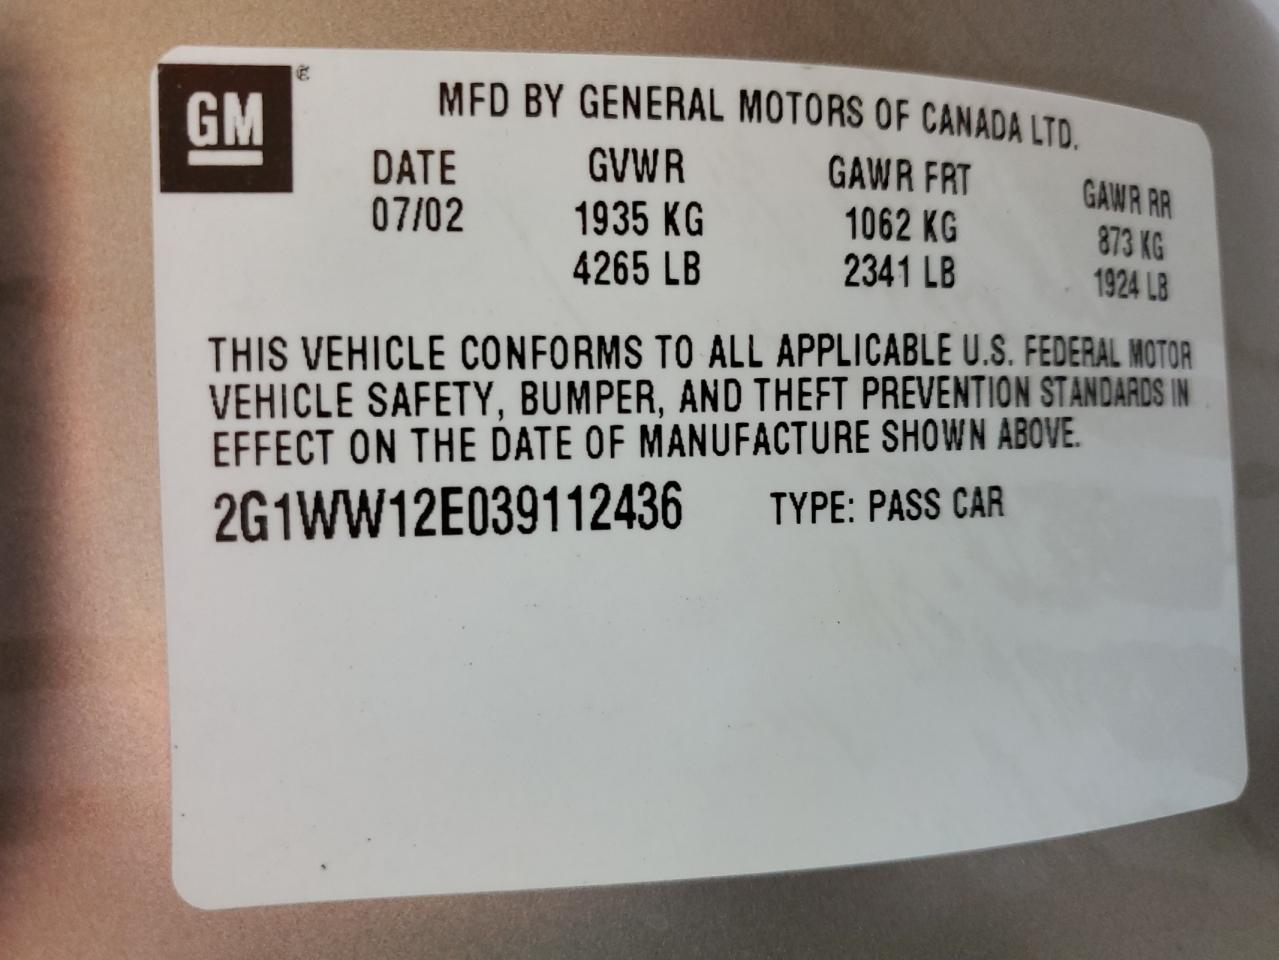 GM
MFD BY GENERAL MOTORS OF CANADA LTD.
DATE GVWR GAWR FRT GAWR RR
07/02 1935 KG 1062 KG 873 KG
4265 LB 2341 LB 1924 LB
THIS VEHICLE CONFORMS TO ALL APPLICABLE U.S. FEDERAL MOTOR
VEHICLE SAFETY, BUMPER, AND THEFT PREVENTION STANDARDS IN
EFFECT ON THE DATE OF MANUFACTURE SHOWN ABOVE.
2G1WW12E039112436 TYPE: PASS CAR